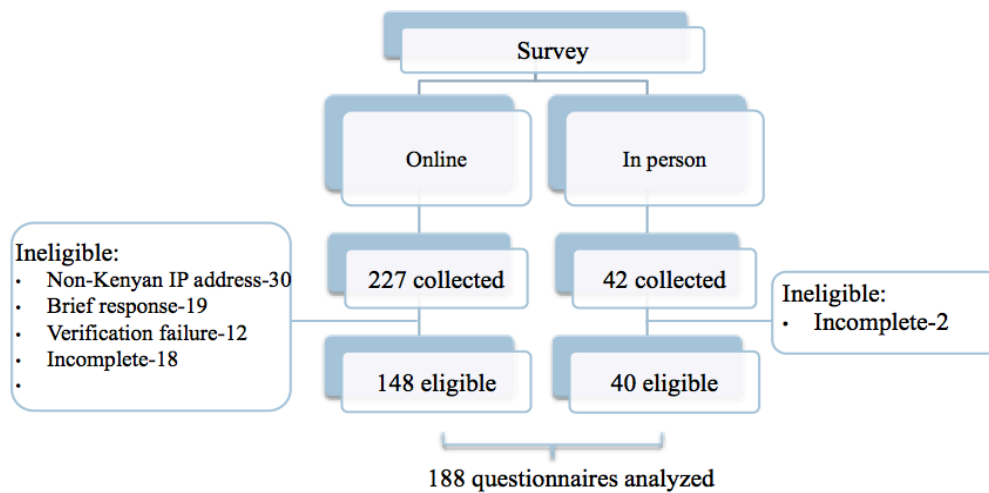 Survey
Online
In person
Ineligible:
· Non-Kenyan IP address-30
· Brief response-19
· Verification failure-12
· Incomplete-18
·
227 collected
42 collected
Ineligible:
· Incomplete-2
148 eligible
40 eligible
188 questionnaires analyzed